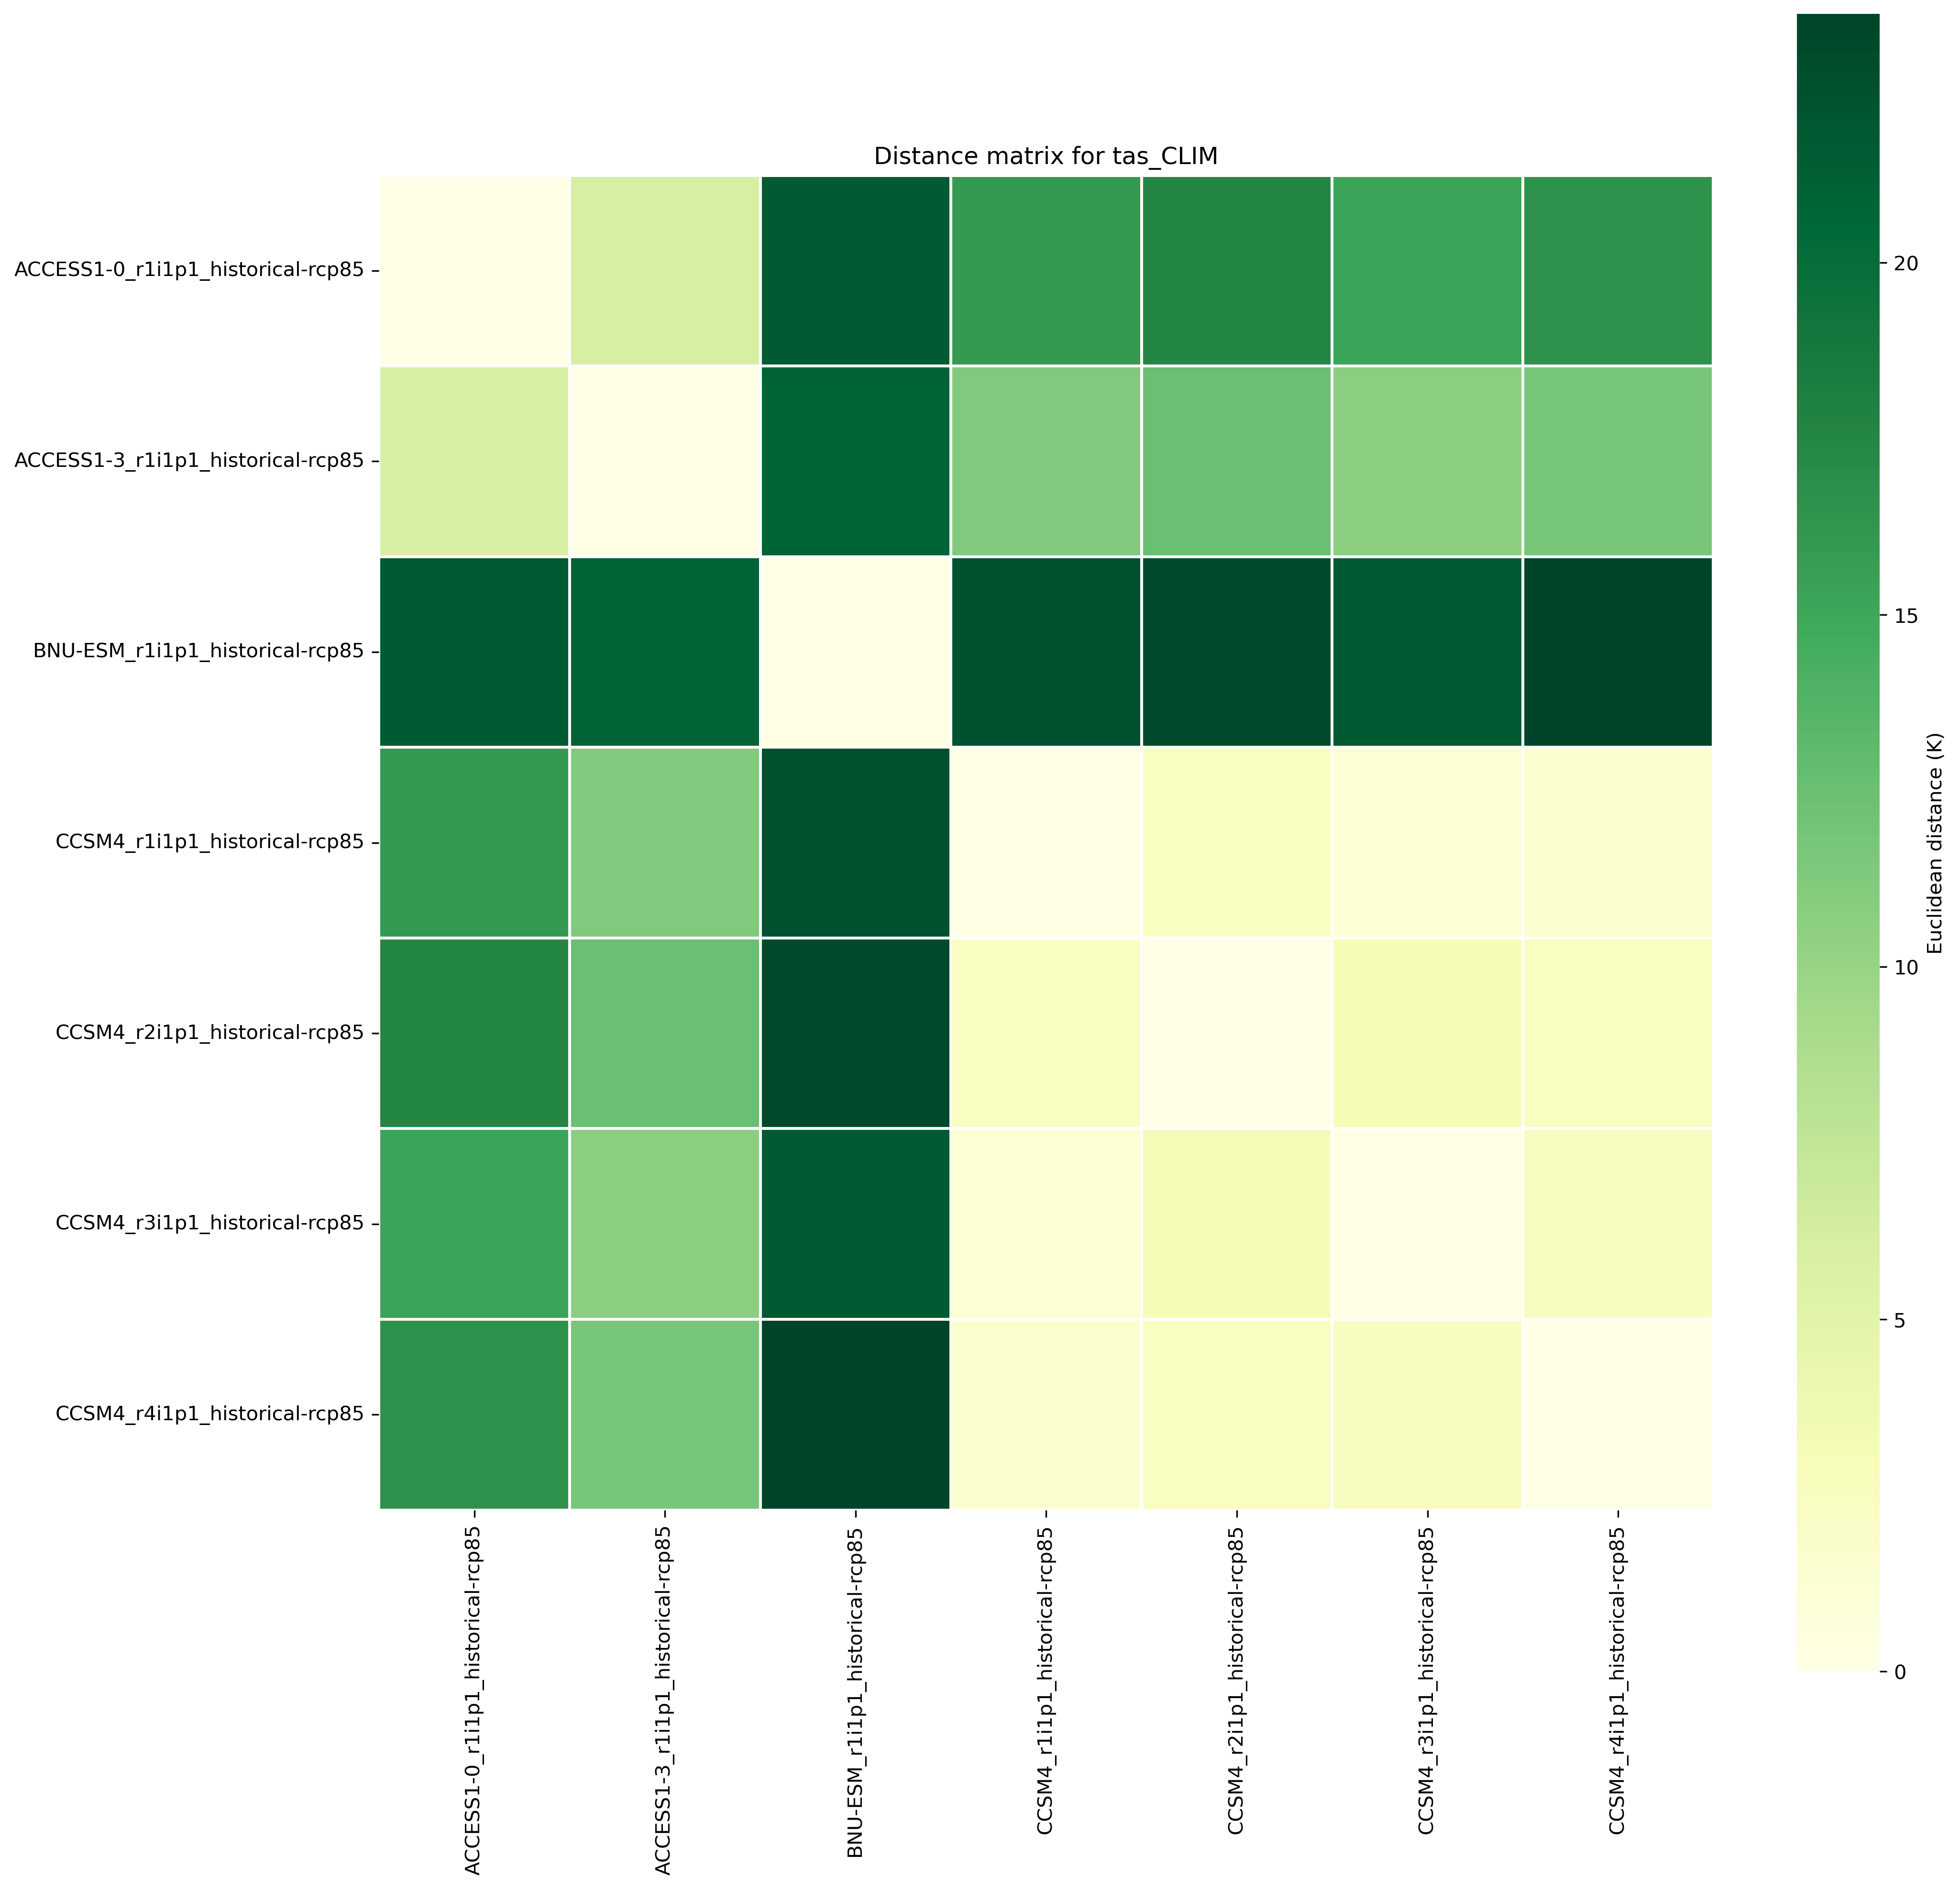 Distance matrix for tas_CLIM
ACCESS1-0_r1i1p1_historical-rcp85
ACCESS1-3_r1i1p1_historical-rcp85
BNU-ESM_r1i1p1_historical-rcp85
CCSM4_r1i1p1_historical-rcp85
CCSM4_r2i1p1_historical-rcp85
CCSM4_r3i1p1_historical-rcp85
CCSM4_r4i1p1_historical-rcp85
ACCESS1-0_r1i1p1_historical-rcp85
ACCESS1-3_r1i1p1_historical-rcp85
BNU-ESM_r1i1p1_historical-rcp85
CCSM4_r1i1p1_historical-rcp85
CCSM4_r2i1p1_historical-rcp85
CCSM4_r3i1p1_historical-rcp85
CCSM4_r4i1p1_historical-rcp85
20
15
10
5
0
Euclidean distance (K)